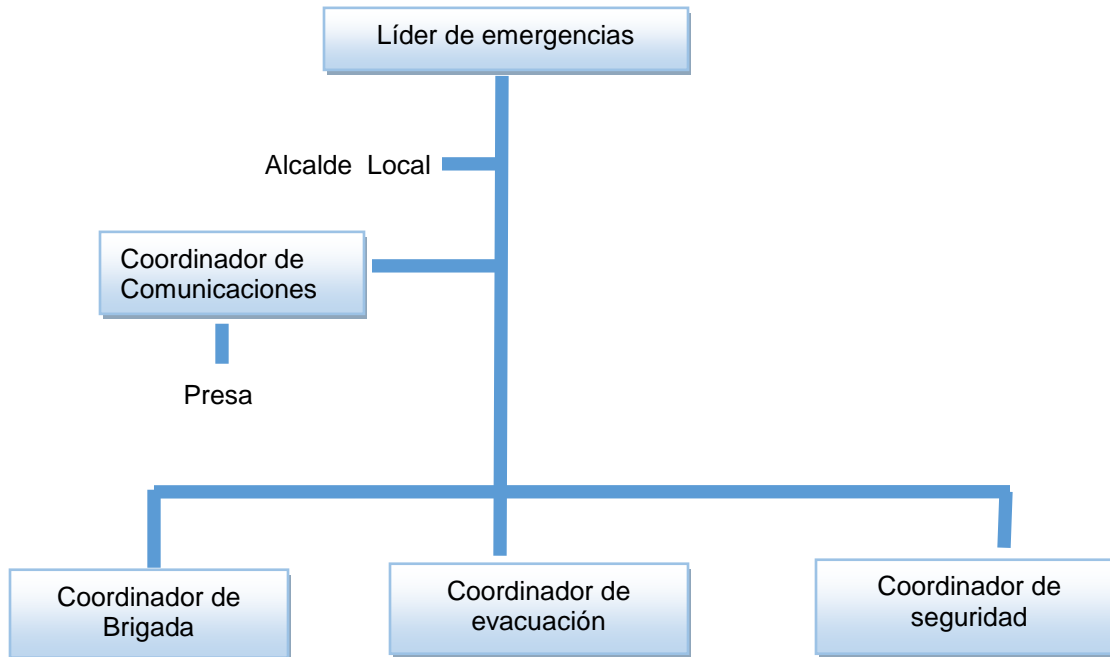 Líder de emergencias
Alcalde Local
Coordinador de
Comunicaciones
Presa
Coordinador de
Brigada
Coordinador de
evacuación
Coordinador de
seguridad